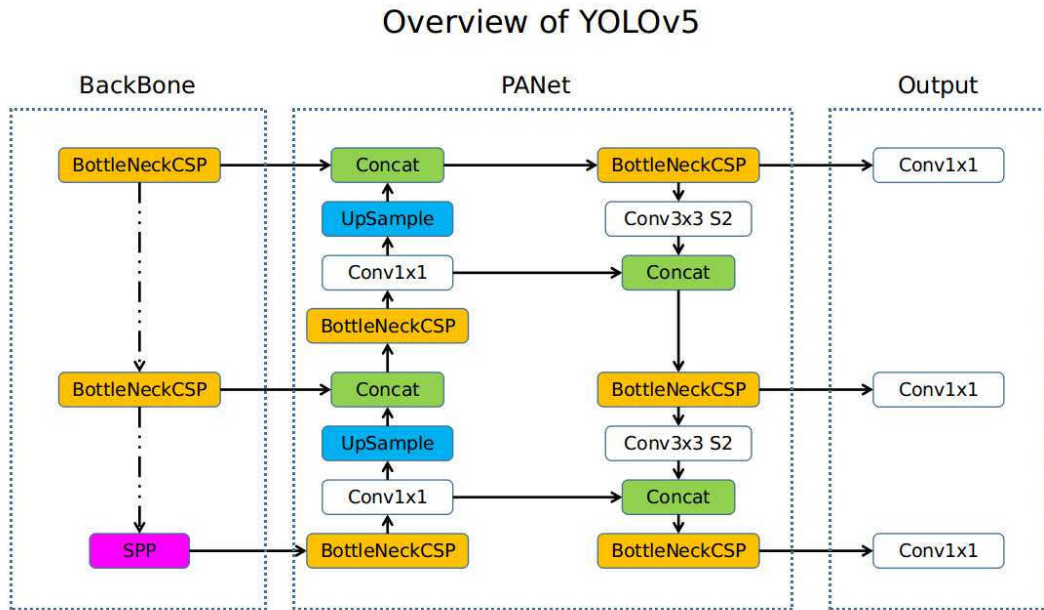 Overview of YOLOv5
BackBone
PANet
Output
BottleNeckCSP
Concat
BottleNeckCSP
Conv1x1
UpSample
Conv3x3 S2
Conv1x1
Concat
BottleNeckCSP
BottleNeckCSP
Concat
BottleNeckCSP
Conv1x1
UpSample
Conv3x3 S2
Conv1x1
Concat
SPP
BottleNeckCSP
BottleNeckCSP
Conv1x1